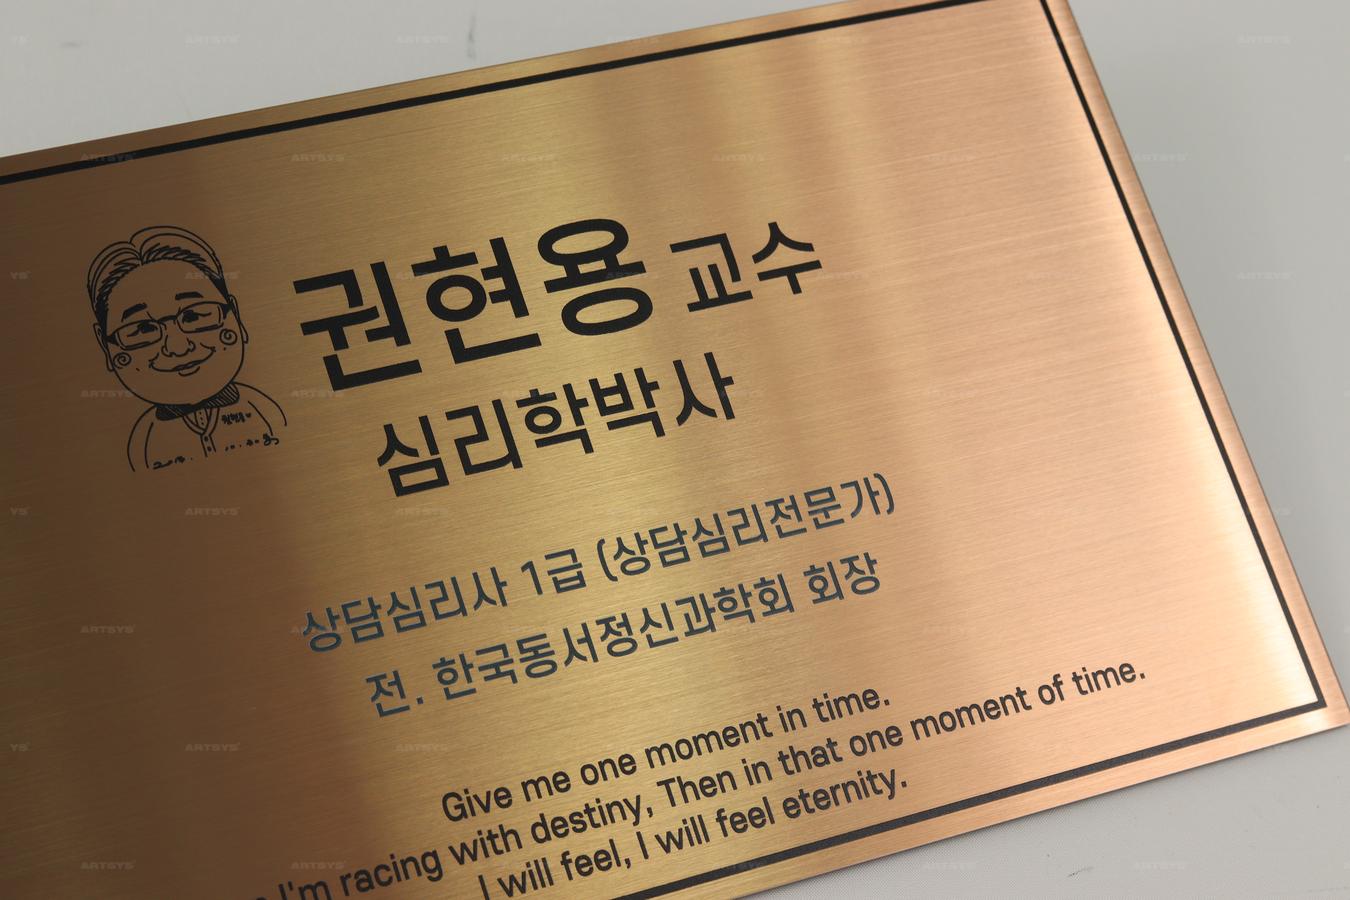 권현용 교수
심리학박사
상담심리사 1급 (상담심리전문가)
전. 한국동서정신과학회 회장
Give me one moment in time.
I'm racing with destiny, Then in that one moment of time.
I will feel, I will feel eternity.
ARTSYS